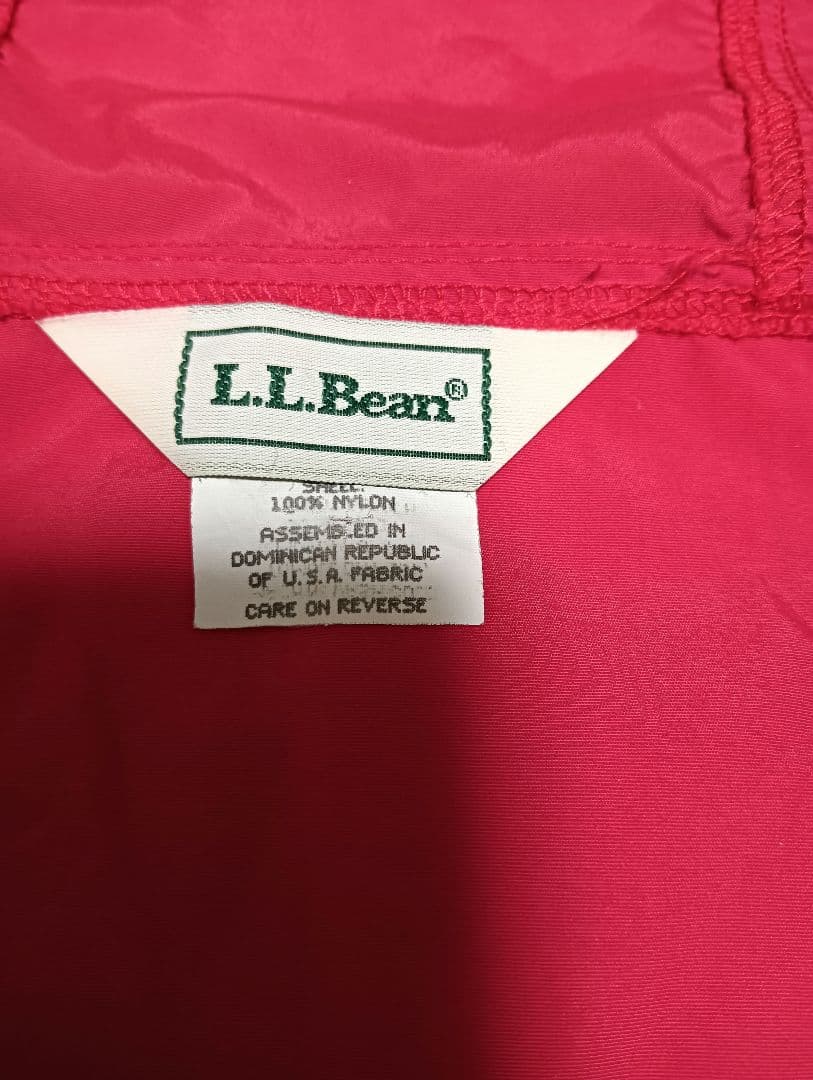 L.L.Bean®
SHELL:
100% NYLON
ASSEMBLED IN
DOMINICAN REPUBLIC
OF U.S.A. FABRIC
CARE ON REVERSE